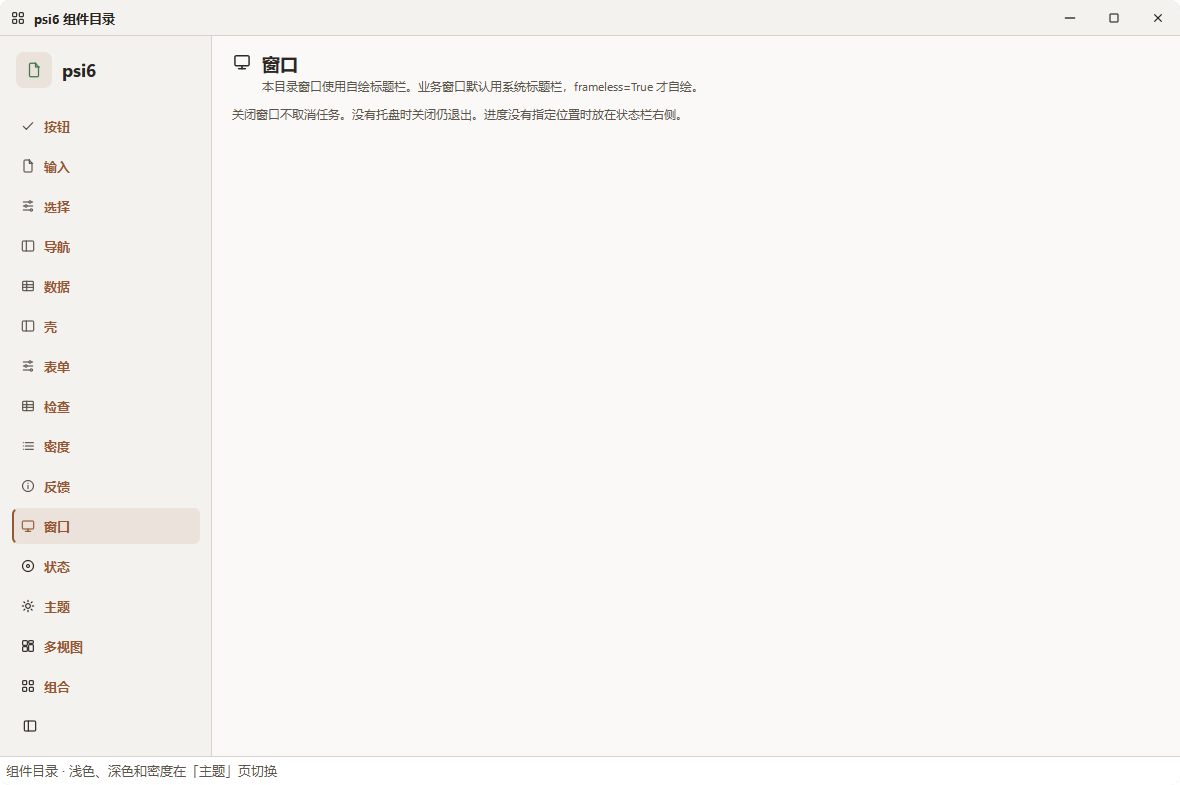 psi6 组件目录
psi6
按钮
输入
选择
导航
数据
壳
表单
检查
密度
反馈
窗口
状态
主题
多视图
组合
窗口
本目录窗口使用自绘标题栏。业务窗口默认用系统标题栏，frameless=True 才自绘。
关闭窗口不取消任务。没有托盘时关闭仍退出。进度没有指定位置时放在状态栏右侧。
组件目录 · 浅色、深色和密度在「主题」页切换